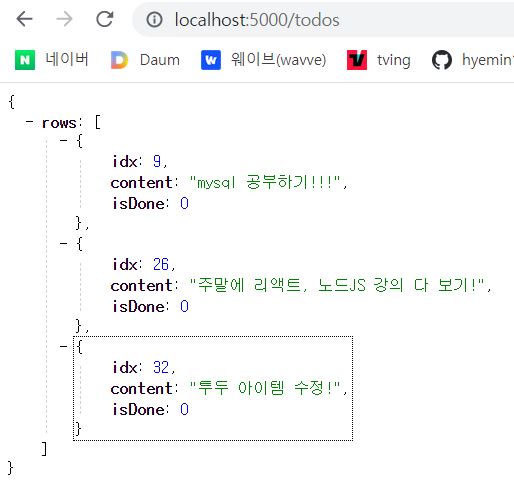 localhost:5000/todos
N 네이버 D Daum W 웨이브(wavve) tving hyemin
{
- rows: [
- {
idx: 9,
content: "mysql 공부하기!!!",
isDone: 0
},
- {
idx: 26,
content: "주말에 리액트, 노드JS 강의 다 보기!",
isDone: 0
},
- {
idx: 32,
content: "투두 아이템 수정!",
isDone: 0
}
]
}